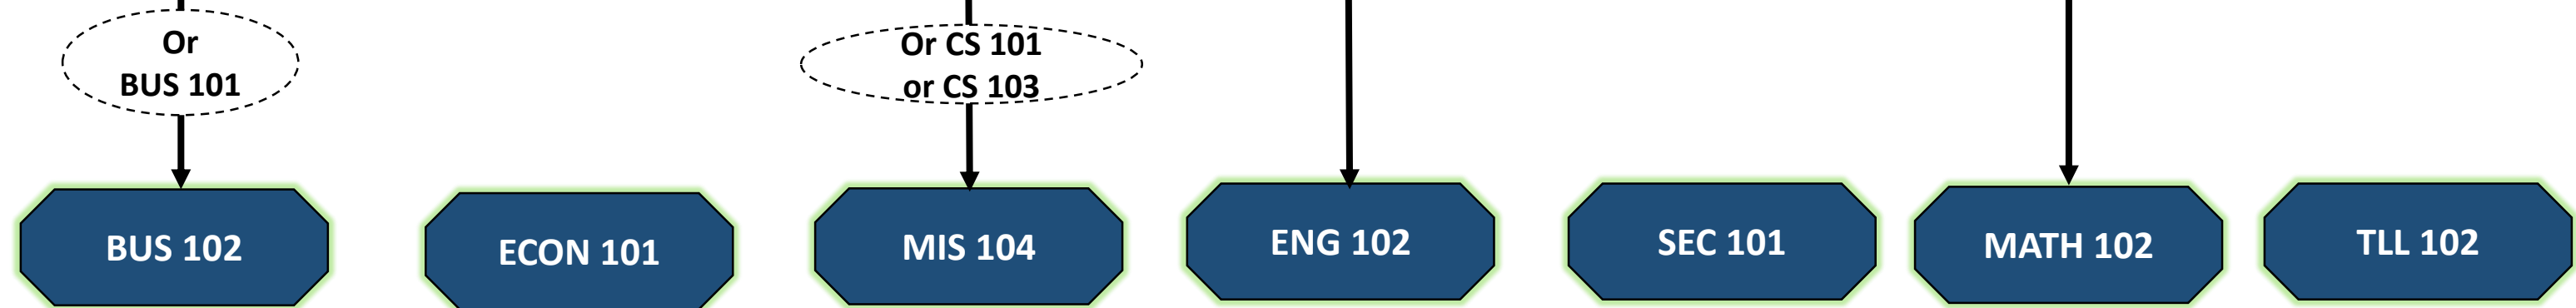 Or
BUS 101
Or CS 101
or CS 103
BUS 102
ECON 101
MIS 104
ENG 102
SEC 101
MATH 102
TLL 102